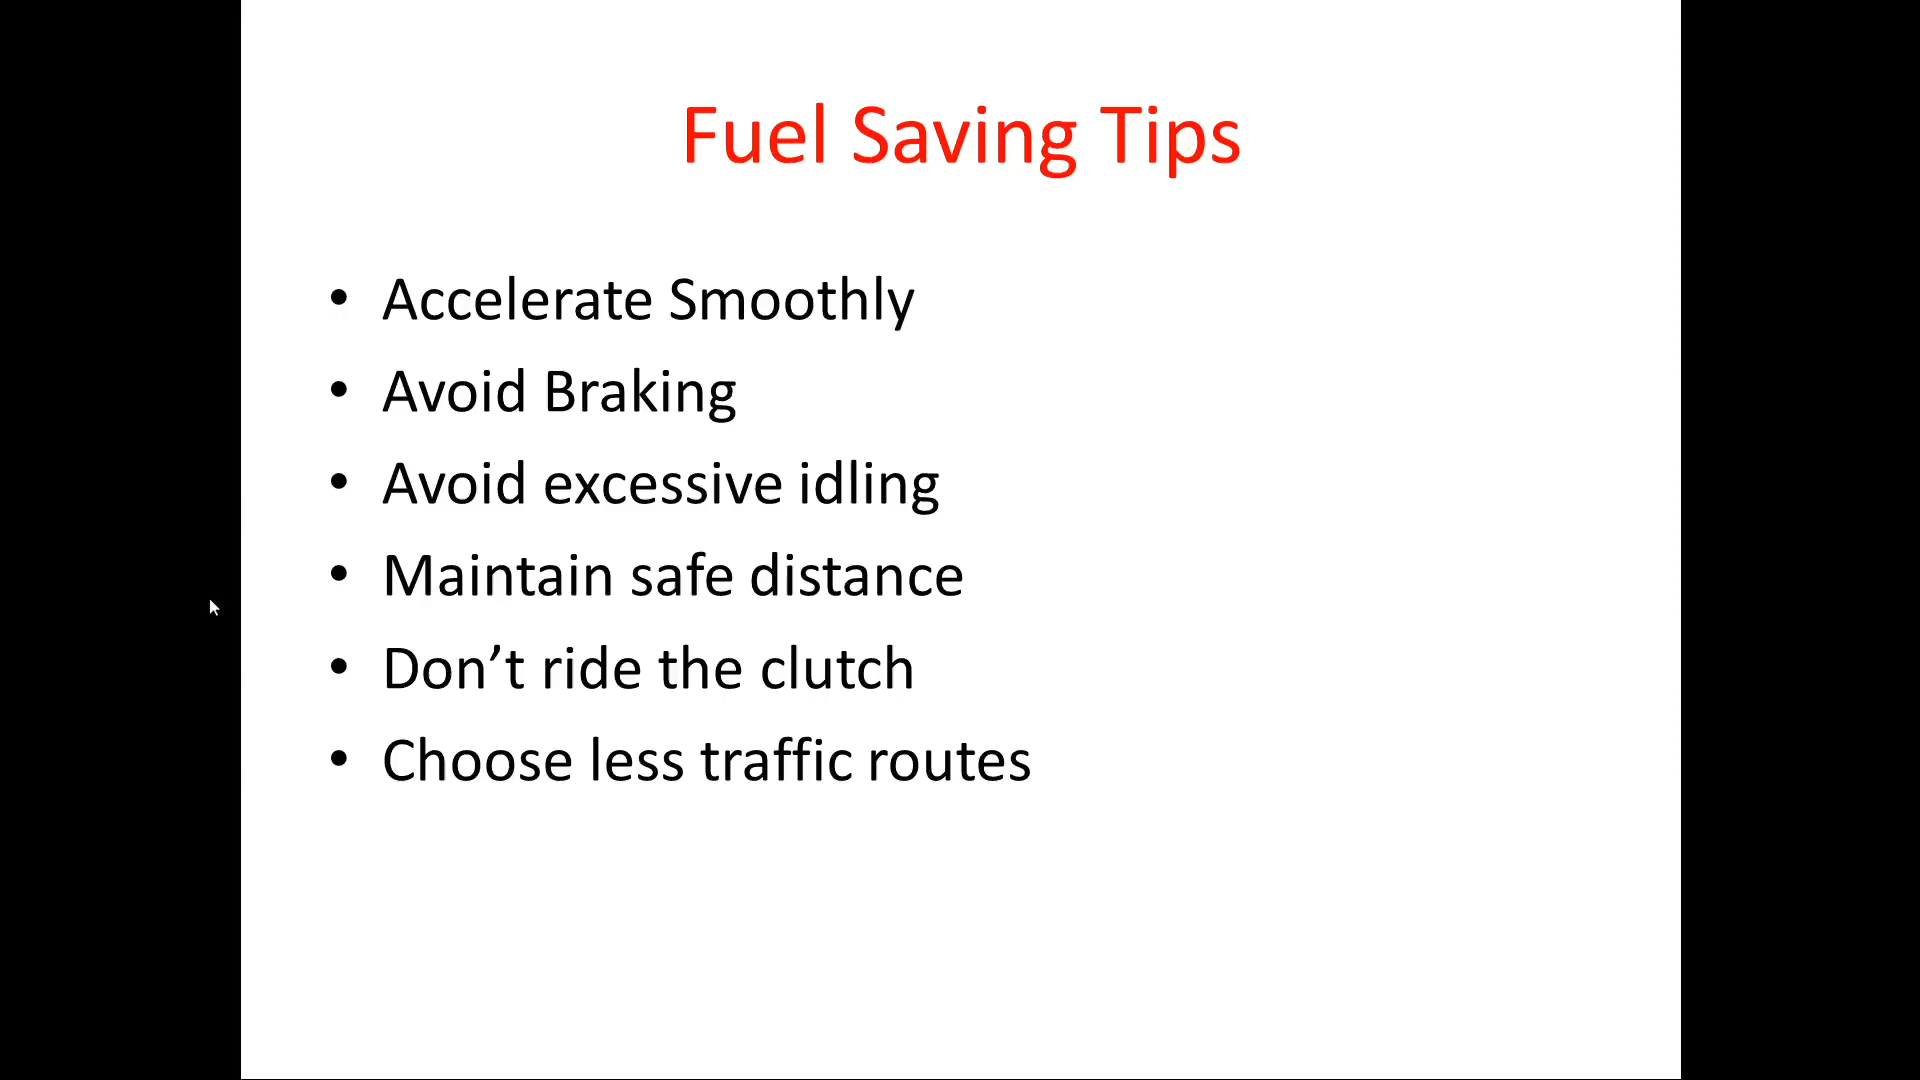 Fuel Saving Tips
• Accelerate Smoothly
• Avoid Braking
• Avoid excessive idling
• Maintain safe distance
• Don’t ride the clutch
• Choose less traffic routes